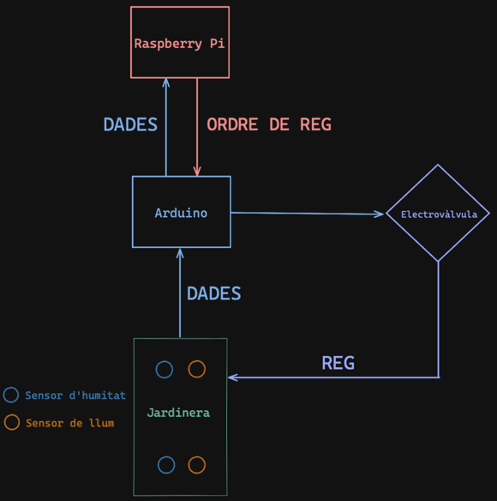 Raspberry Pi
DADES
ORDRE DE REG
Arduino
Electrovàlvula
DADES
REG
Sensor d'humitat
Sensor de llum
Jardinera